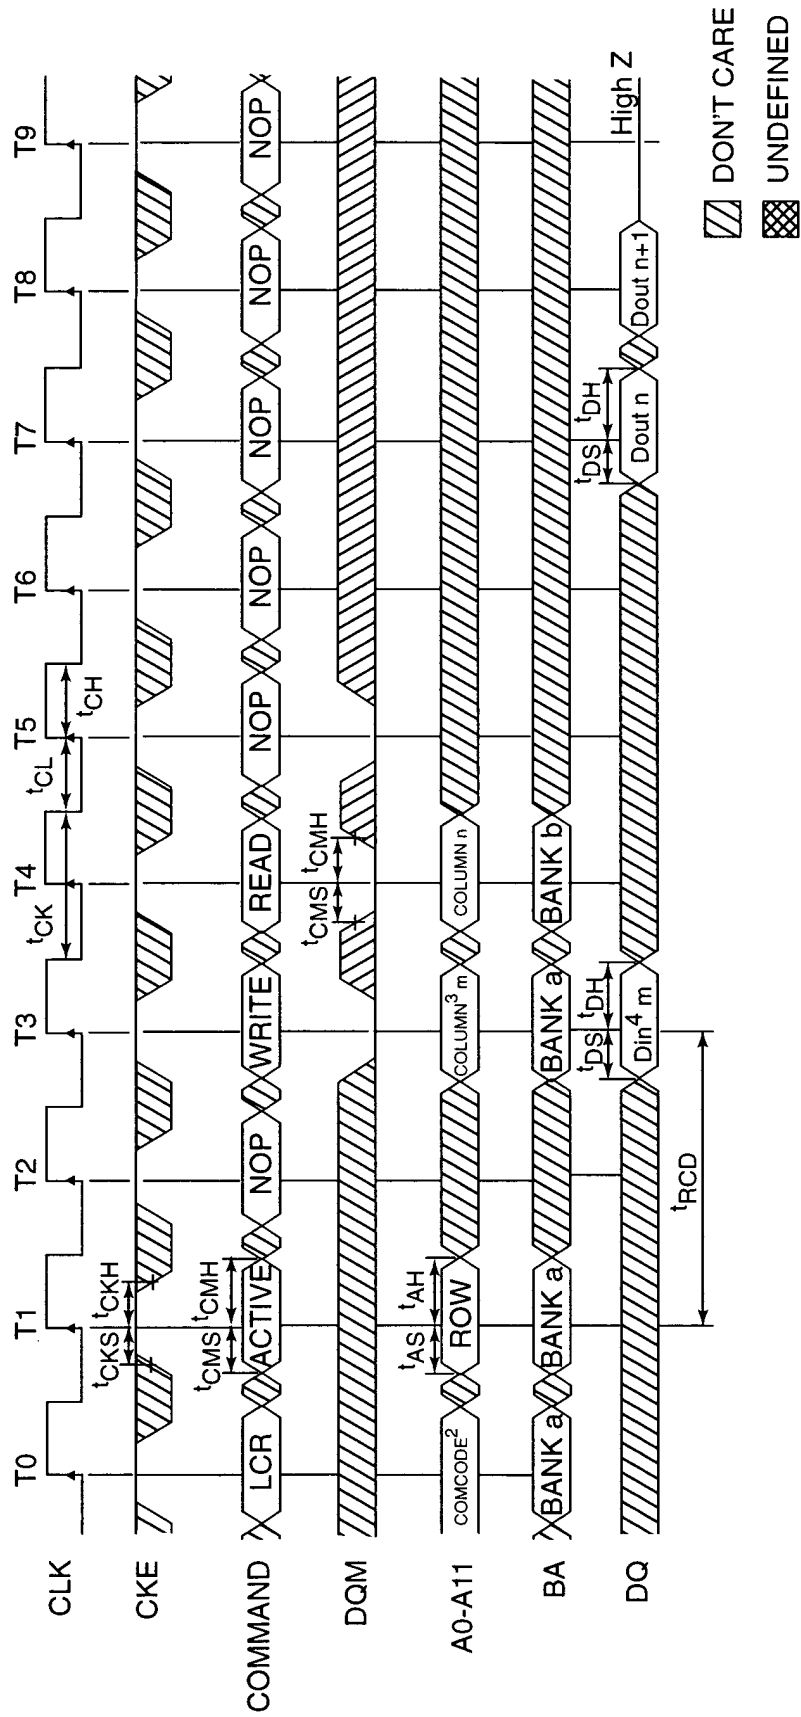 T0 T1 T2 T3 T4 T5 T6 T7 T8 T9
CLK
tCK tCL tCH
CKE
tCKS tCKH
COMMAND LCR ACTIVE NOP WRITE READ NOP NOP NOP NOP NOP
tCMS tCMH
DQM
tCMS tCMH
A0-A11 COMCODE² ROW COLUMN³ m COLUMN n
tAS tAH
BA BANK a BANK a BANK a BANK b
DQ Din⁴ m Dout n Dout n+1 High Z
tDS tDH tDS tDH
tRCD
DON'T CARE
UNDEFINED